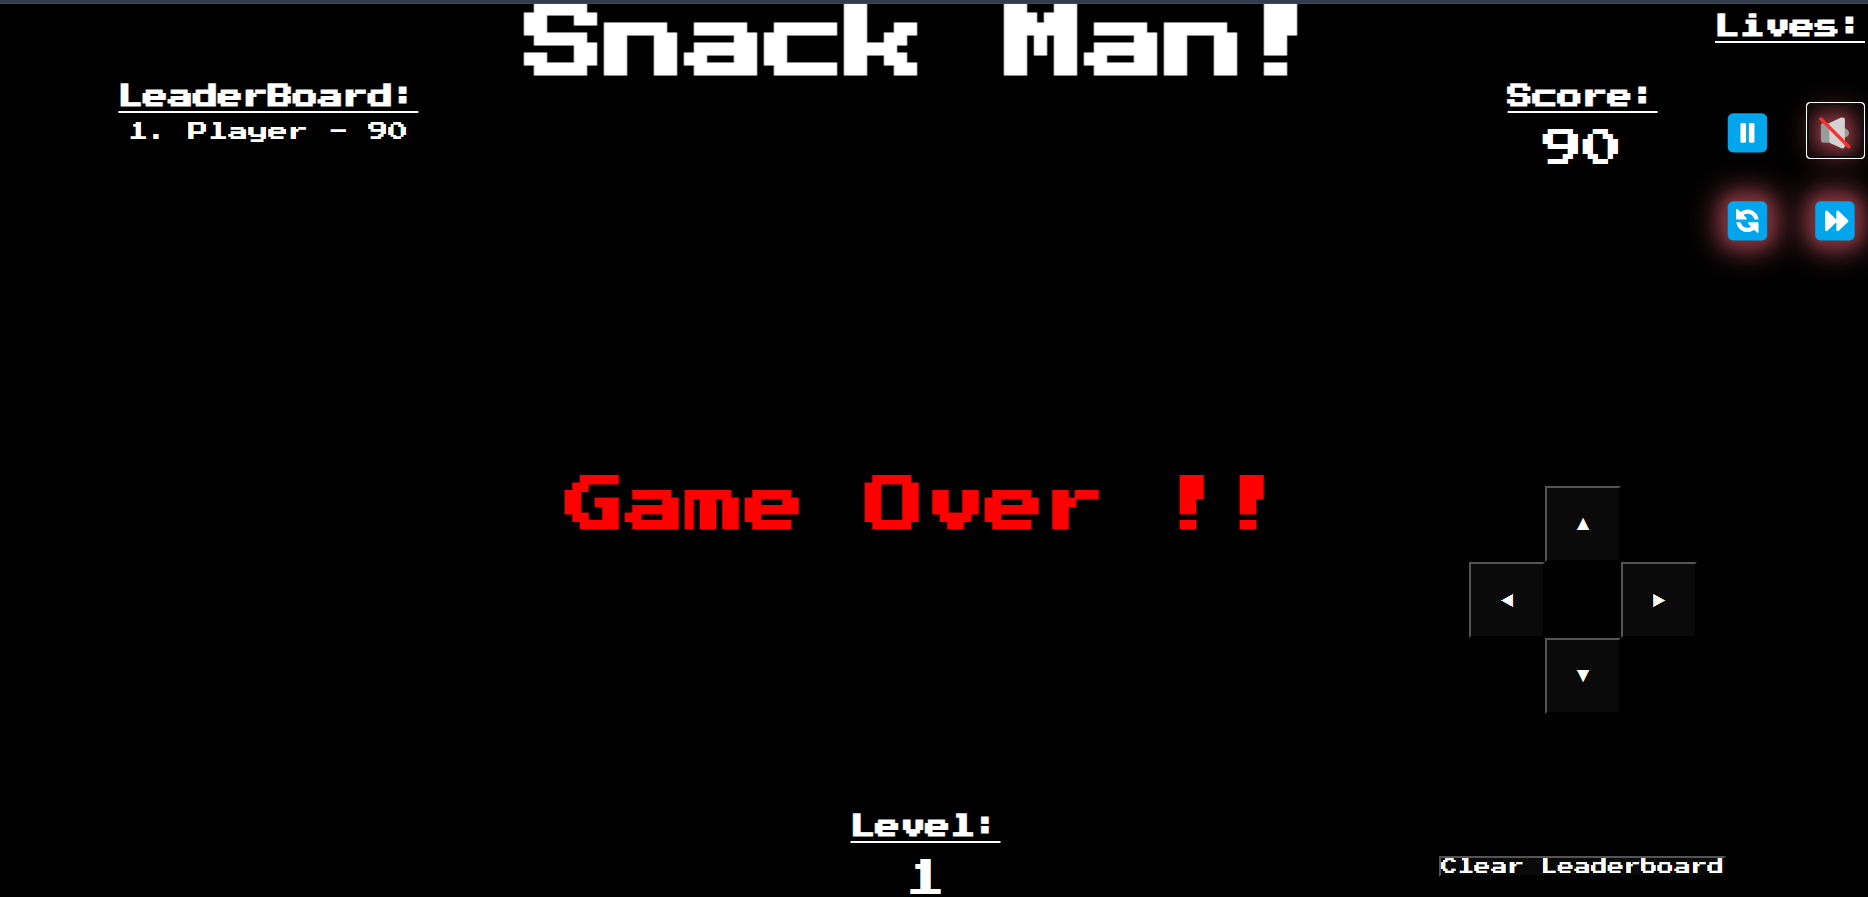 Snack Man!
Lives:
LeaderBoard:
1. Player - 90
Score:
90
Game Over !!
Level:
1
Clear Leaderboard